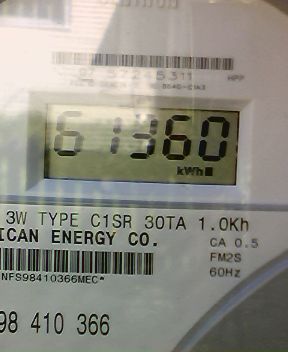 61360
kWh
3W TYPE C1SR 30TA 1.0Kh
ICAN ENERGY CO.
CA 0.5
FM2S
60Hz
NFS98410366MEC*
98 410 366